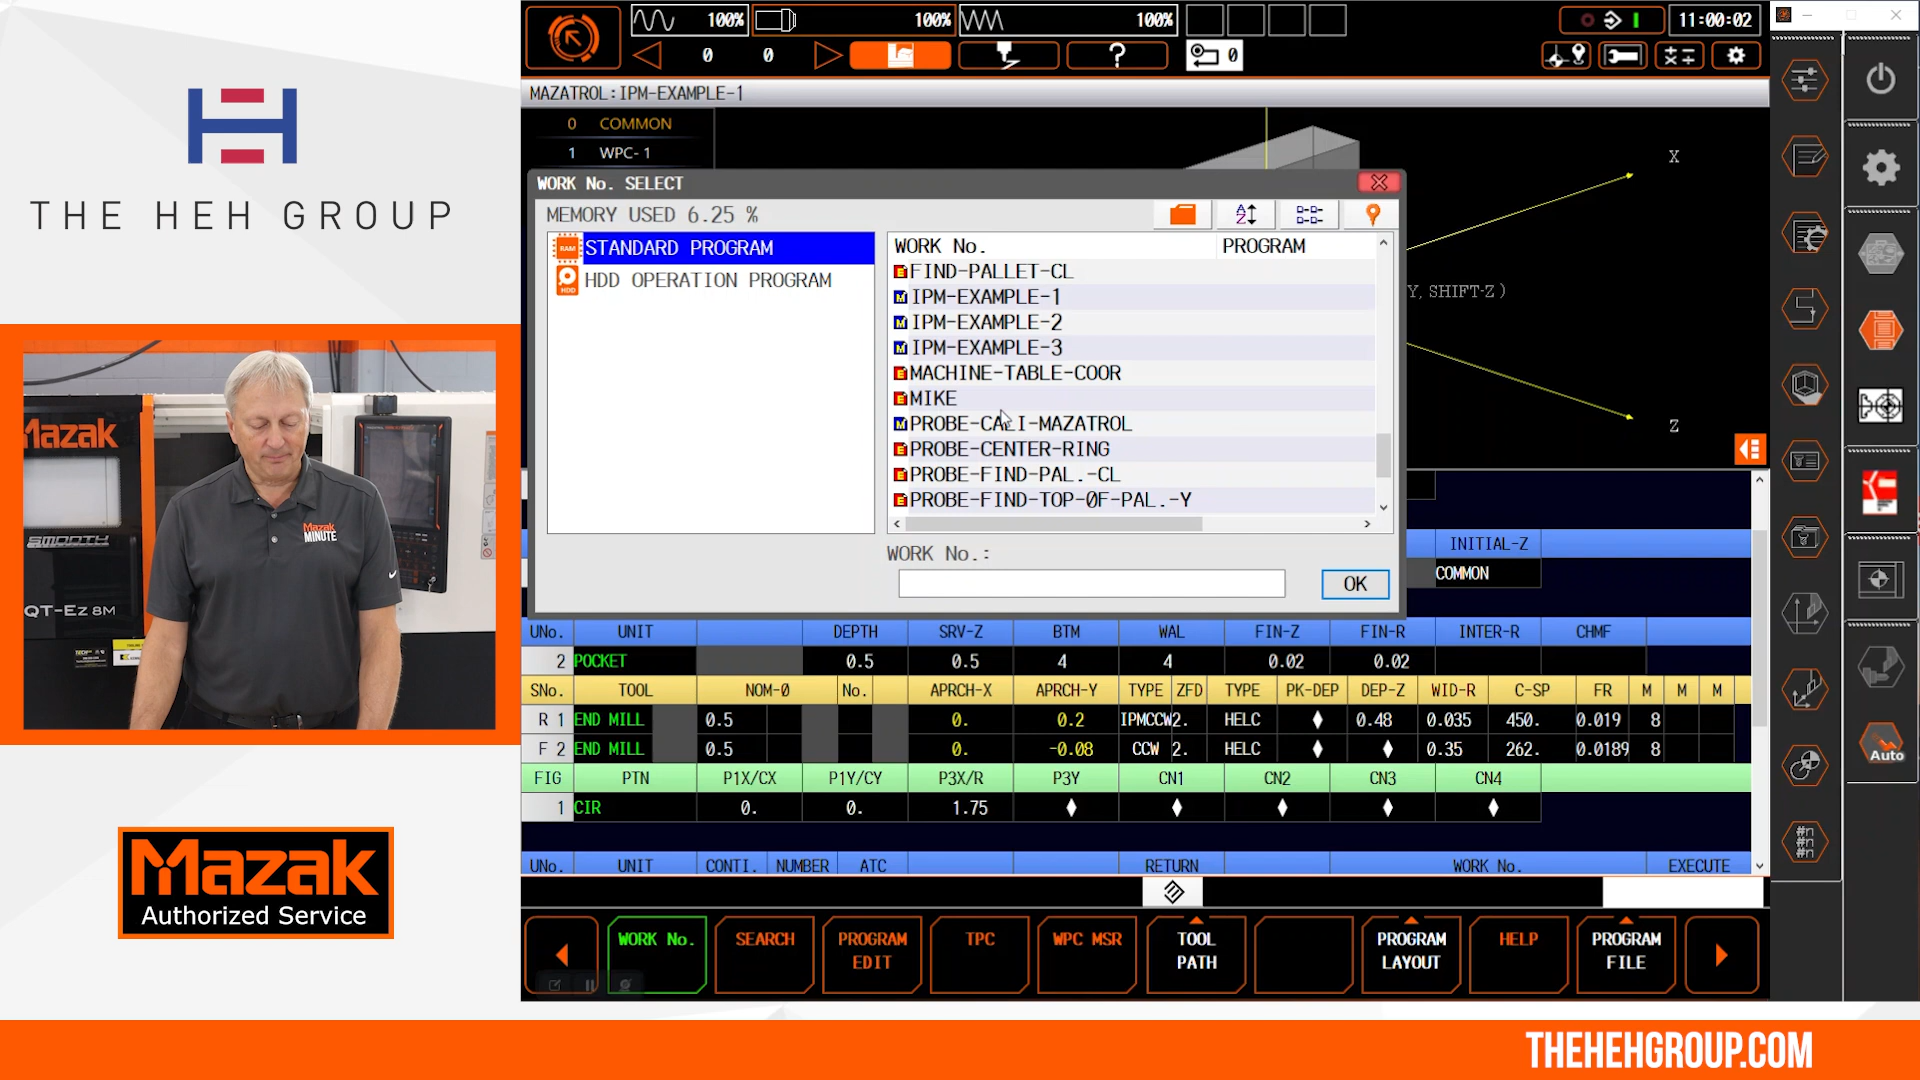 THE HEH GROUP
Mazak
SMOOTH
QT-Ez 8M
Mazak
MINUTE
Mazak
Authorized Service
100%
100%
100%
11:00:02
0
0
?
0
MAZATROL:IPM-EXAMPLE-1
0 COMMON
1 WPC- 1
X
Y, SHIFT-Z )
Z
WORK No. SELECT
MEMORY USED 6.25 %
RAM STANDARD PROGRAM
HDD HDD OPERATION PROGRAM
WORK No. PROGRAM
FIND-PALLET-CL
IPM-EXAMPLE-1
IPM-EXAMPLE-2
IPM-EXAMPLE-3
MACHINE-TABLE-COOR
MIKE
PROBE-CALI-MAZATROL
PROBE-CENTER-RING
PROBE-FIND-PAL.-CL
PROBE-FIND-TOP-OF-PAL.-Y
WORK No.:
OK
INITIAL-Z
COMMON
UNo. UNIT DEPTH SRV-Z BTM WAL FIN-Z FIN-R INTER-R CHMF
2 POCKET 0.5 0.5 4 4 0.02 0.02
SNo. TOOL NOM-Ø No. APRCH-X APRCH-Y TYPE ZFD TYPE PK-DEP DEP-Z WID-R C-SP FR M M M
R 1 END MILL 0.5 0. 0.2 IPMCCW 2. HELC ♦ 0.48 0.035 450. 0.019 8
F 2 END MILL 0.5 0. -0.08 CCW 2. HELC ♦ ♦ 0.35 262. 0.0189 8
FIG PTN P1X/CX P1Y/CY P3X/R P3Y CN1 CN2 CN3 CN4
1 CIR 0. 0. 1.75 ♦ ♦ ♦ ♦ ♦
UNo. UNIT CONTI. NUMBER ATC RETURN WORK No. EXECUTE
WORK No.
SEARCH
PROGRAM
EDIT
TPC
WPC MSR
TOOL
PATH
PROGRAM
LAYOUT
HELP
PROGRAM
FILE
#n
#n
#n
Auto
THEHEHGROUP.COM